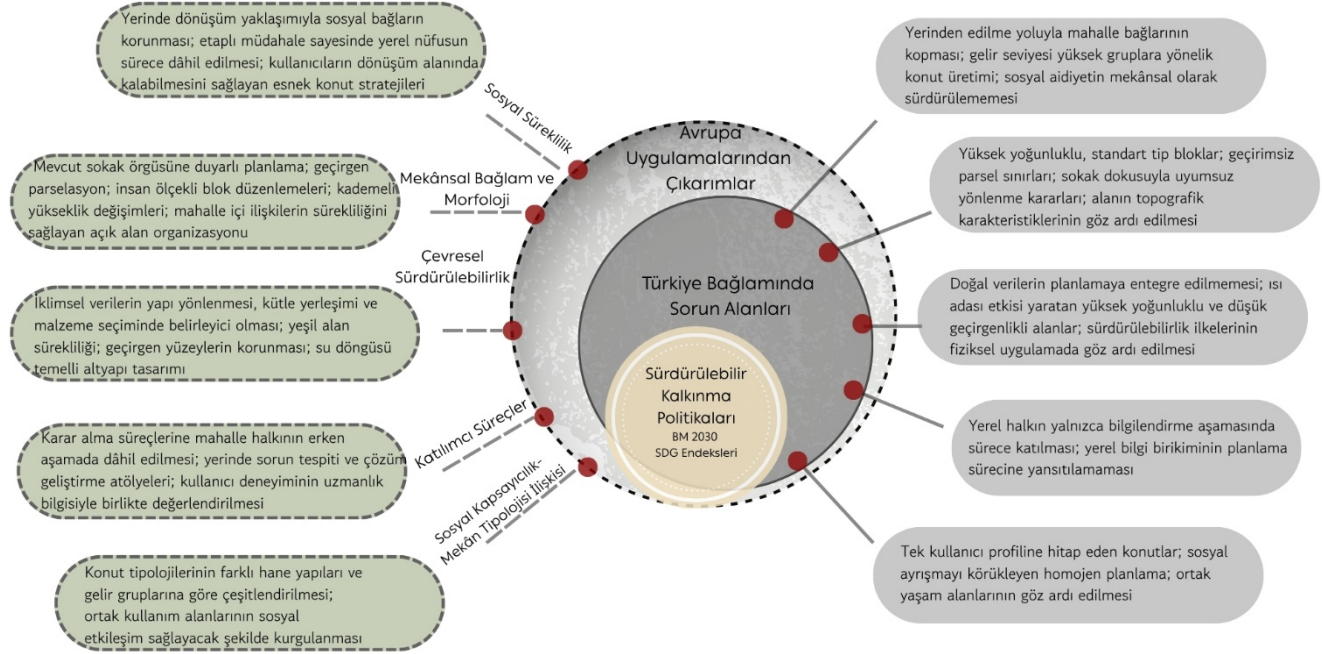 Yerinde dönüşüm yaklaşımıyla sosyal bağların
korunması; etaplı müdahale sayesinde yerel nüfusun
sürece dâhil edilmesi; kullanıcıların dönüşüm alanında
kalabilmesini sağlayan esnek konut stratejileri
Mevcut sokak örgüsüne duyarlı planlama; geçirgen
parselasyon; insan ölçekli blok düzenlemeleri; kademeli
yükseklik değişimleri; mahalle içi ilişkilerin sürekliliğini
sağlayan açık alan organizasyonu
İklimsel verilerin yapı yönlenmesi, kütle yerleşimi ve
malzeme seçiminde belirleyici olması; yeşil alan
sürekliliği; geçirgen yüzeylerin korunması; su döngüsü
temelli altyapı tasarımı
Karar alma süreçlerine mahalle halkının erken
aşamada dâhil edilmesi; yerinde sorun tespiti ve çözüm
geliştirme atölyeleri; kullanıcı deneyiminin uzmanlık
bilgisiyle birlikte değerlendirilmesi
Konut tipolojilerinin farklı hane yapıları ve
gelir gruplarına göre çeşitlendirilmesi;
ortak kullanım alanlarının sosyal
etkileşim sağlayacak şekilde kurgulanması
Sosyal Süreklilik
Mekânsal Bağlam ve
Morfoloji
Çevresel
Sürdürülebilirlik
Katılımcı Süreçler
Sosyal Kapsayıcılık-
Mekân Tipolojisi İlişkisi
Avrupa
Uygulamalarından
Çıkarımlar
Türkiye Bağlamında
Sorun Alanları
Sürdürülebilir
Kalkınma
Politikaları
BM 2030
SDG Endeksleri
Yerinden edilme yoluyla mahalle bağlarının
kopması; gelir seviyesi yüksek gruplara yönelik
konut üretimi; sosyal aidiyetin mekânsal olarak
sürdürülememesi
Yüksek yoğunluklu, standart tip bloklar; geçirimsiz
parsel sınırları; sokak dokusuyla uyumsuz
yönlenme kararları; alanın topografik
karakteristiklerinin göz ardı edilmesi
Doğal verilerin planlamaya entegre edilmemesi; ısı
adası etkisi yaratan yüksek yoğunluklu ve düşük
geçirgenlikli alanlar; sürdürülebilirlik ilkelerinin
fiziksel uygulamada göz ardı edilmesi
Yerel halkın yalnızca bilgilendirme aşamasında
sürece katılması; yerel bilgi birikiminin planlama
sürecine yansıtılamaması
Tek kullanıcı profiline hitap eden konutlar; sosyal
ayrışmayı körükleyen homojen planlama; ortak
yaşam alanlarının göz ardı edilmesi